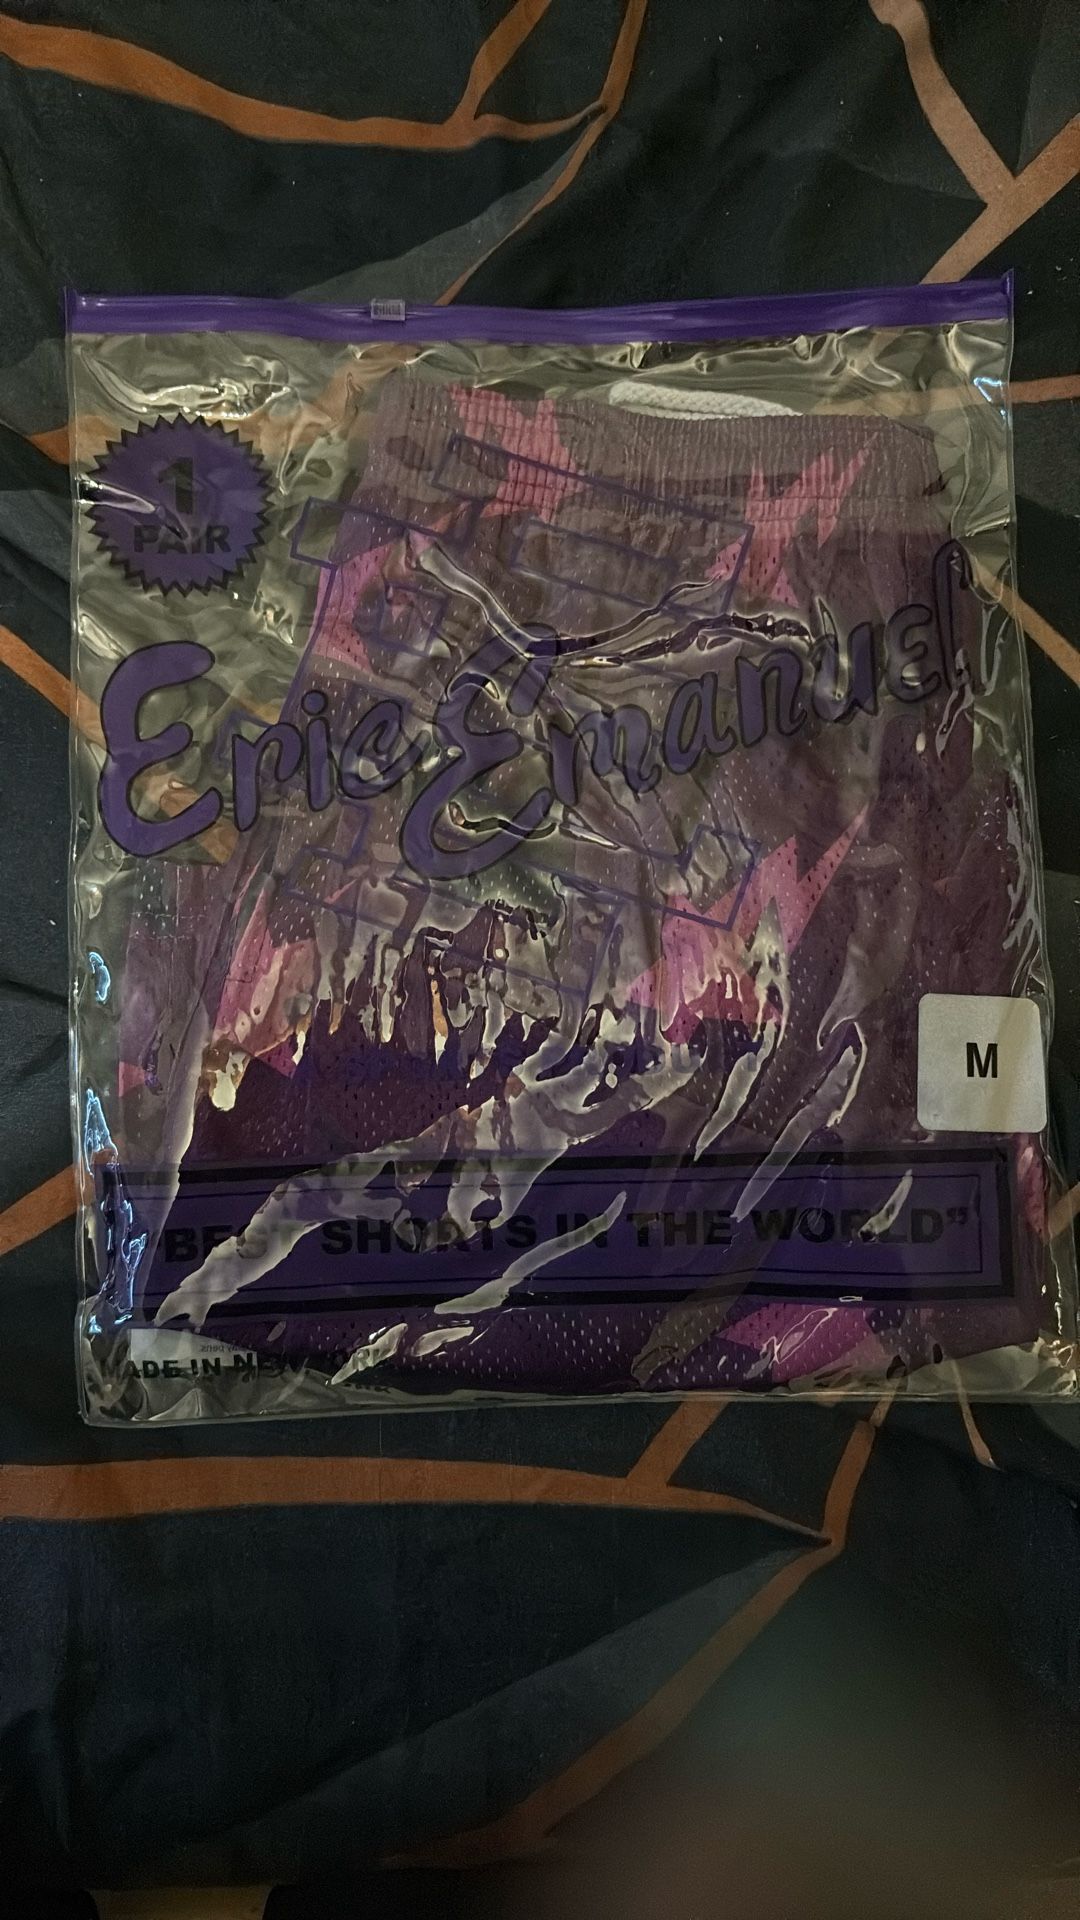 1
PAIR
Eric Emanuel
M
"BEST SHORTS IN THE WORLD"
MADE IN NEW YORK